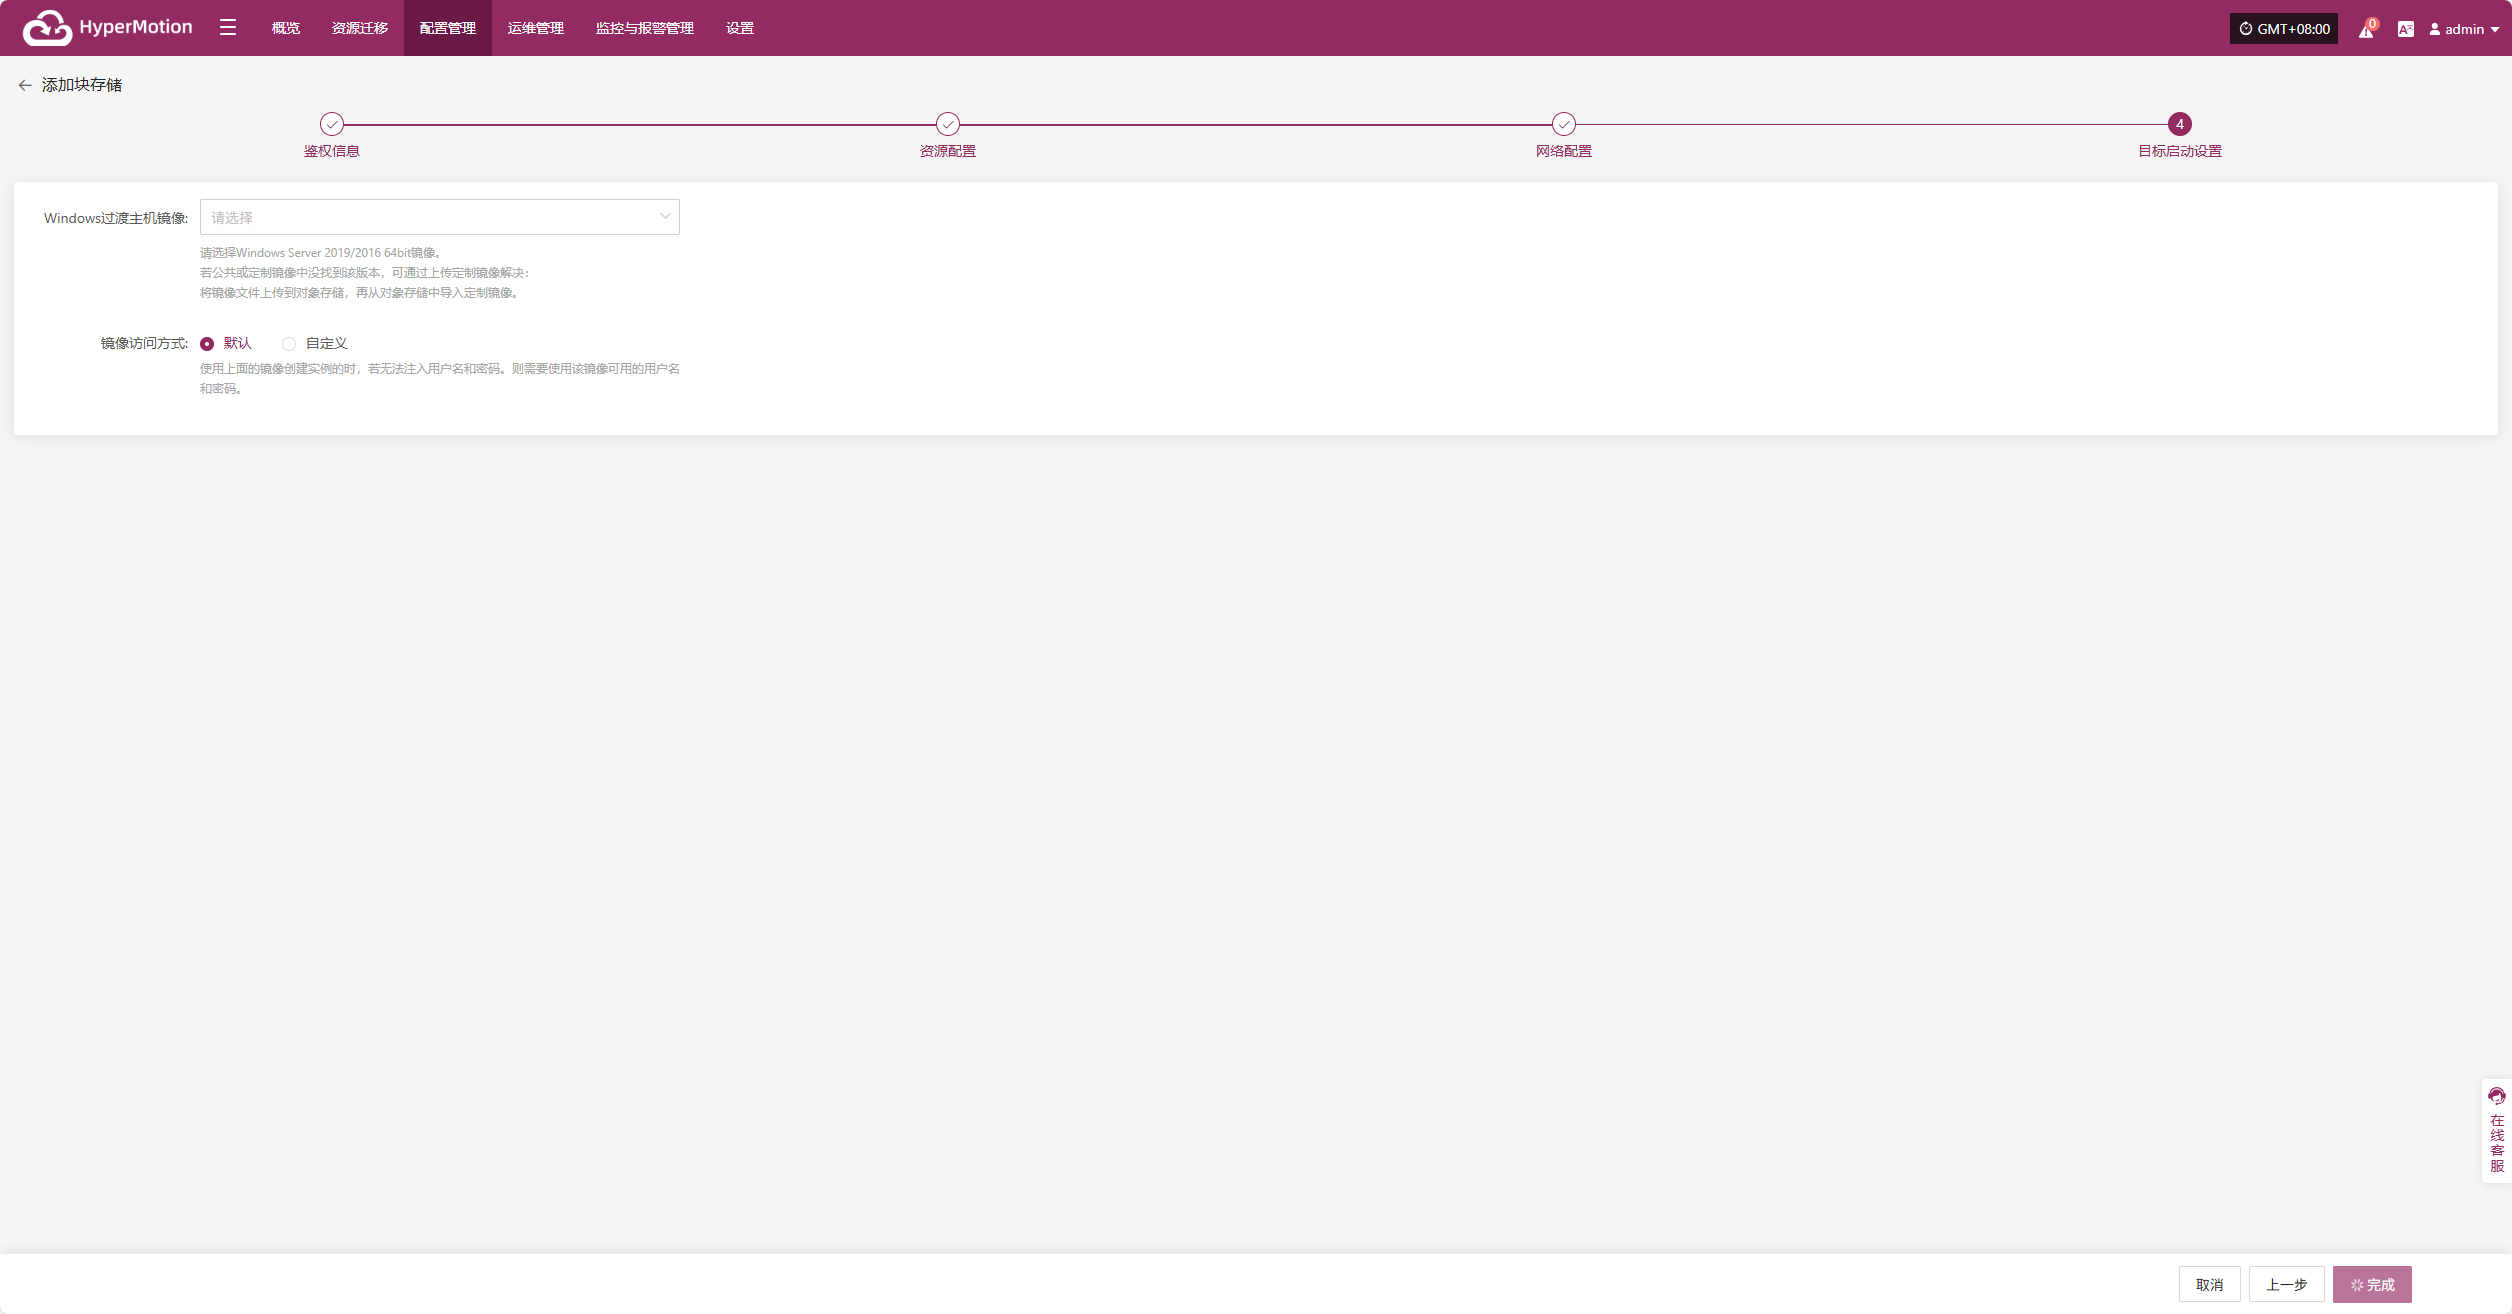 HyperMotion
概览
资源迁移
配置管理
运维管理
监控与报警管理
设置
GMT+08:00
0
admin
添加块存储
鉴权信息
资源配置
网络配置
4
目标启动设置
Windows过渡主机镜像:
请选择
请选择Windows Server 2019/2016 64bit镜像。
若公共或定制镜像中没找到该版本，可通过上传定制镜像解决：
将镜像文件上传到对象存储，再从对象存储中导入定制镜像。
镜像访问方式:
默认
自定义
使用上面的镜像创建实例的时，若无法注入用户名和密码。则需要使用该镜像可用的用户名
和密码。
在线客服
取消
上一步
完成